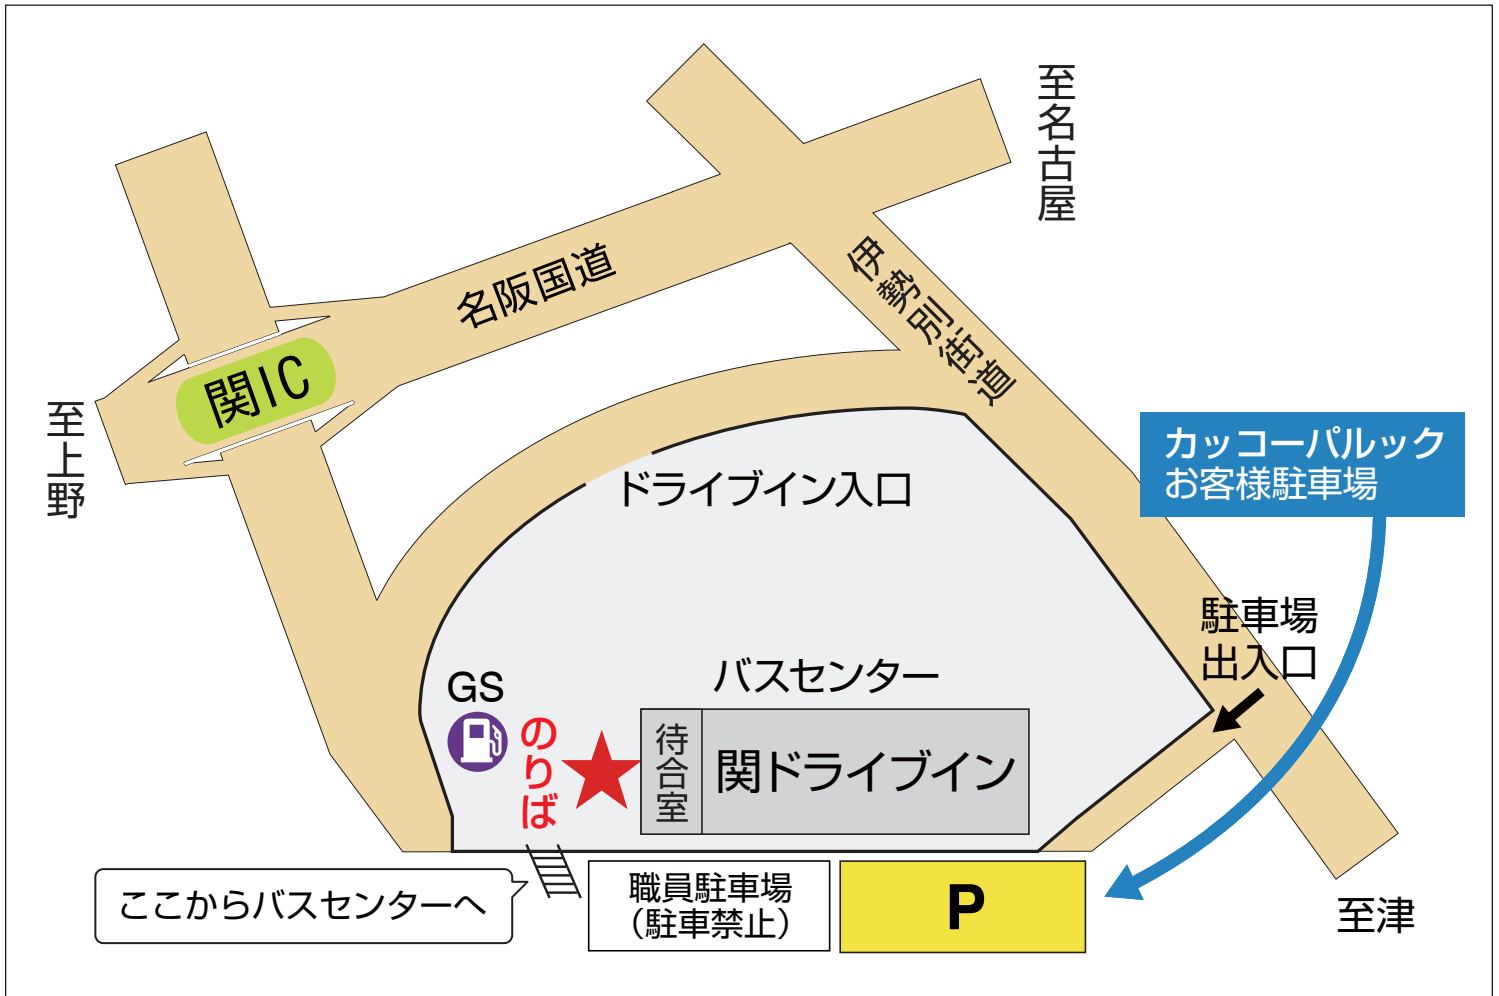 至名古屋
名阪国道
伊勢別街道
関IC
至上野
カッコーパルック
お客様駐車場
ドライブイン入口
駐車場
出入口
バスセンター
GS
のりば
待合室
関ドライブイン
ここからバスセンターへ
職員駐車場
（駐車禁止）
P
至津